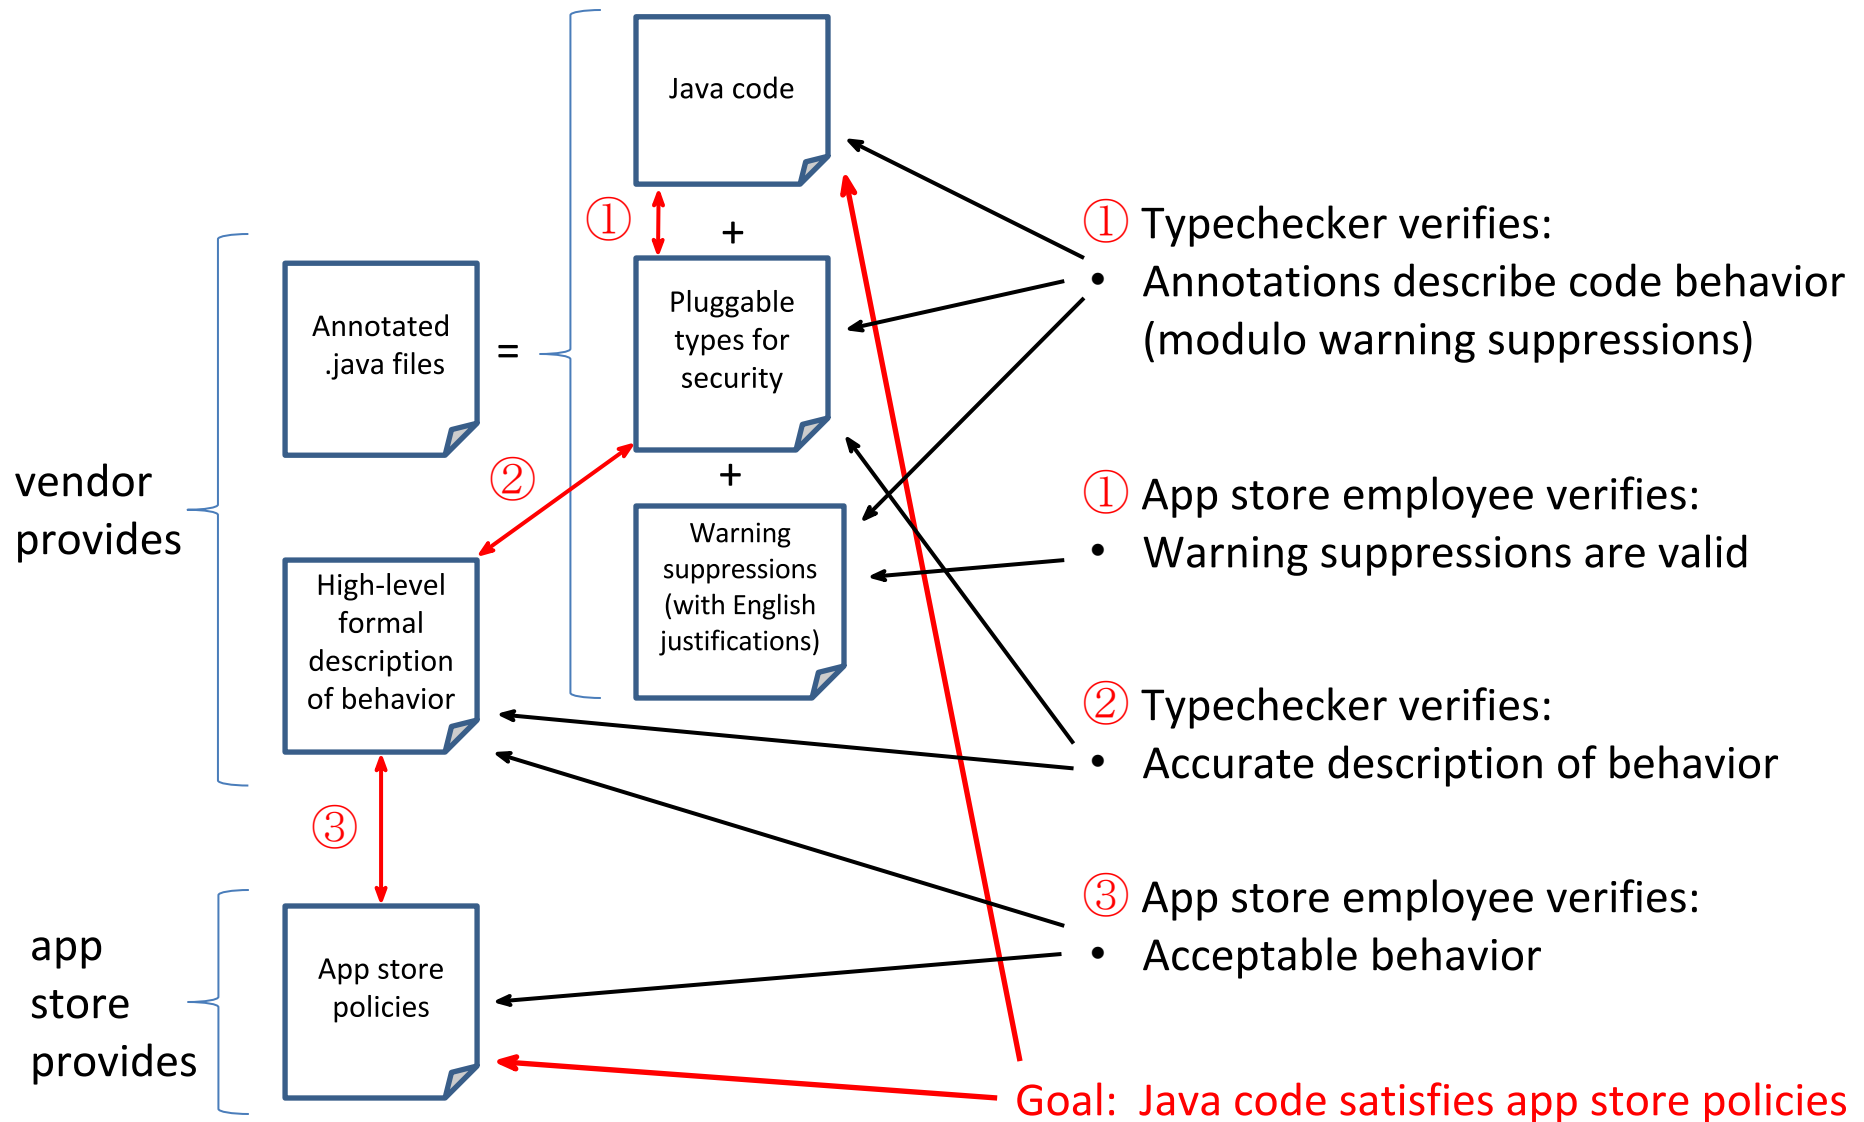 Java code
①
+
Annotated
.java files
=
Pluggable
types for
security
②
+
vendor
provides
High-level
formal
description
of behavior
Warning
suppressions
(with English
justifications)
③
app
store
provides
App store
policies
① Typechecker verifies:
• Annotations describe code behavior
(modulo warning suppressions)
① App store employee verifies:
• Warning suppressions are valid
② Typechecker verifies:
• Accurate description of behavior
③ App store employee verifies:
• Acceptable behavior
Goal: Java code satisfies app store policies